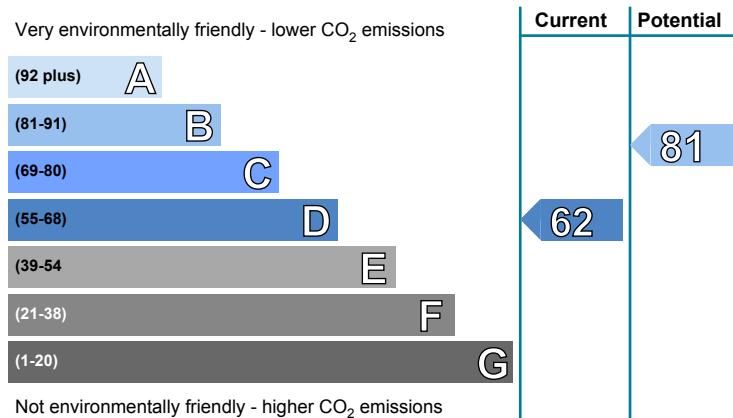 Very environmentally friendly - lower CO2 emissions
Current
Potential
(92 plus) A
(81-91) B
(69-80) C
(55-68) D
(39-54 E
(21-38) F
(1-20) G
81
62
Not environmentally friendly - higher CO2 emissions